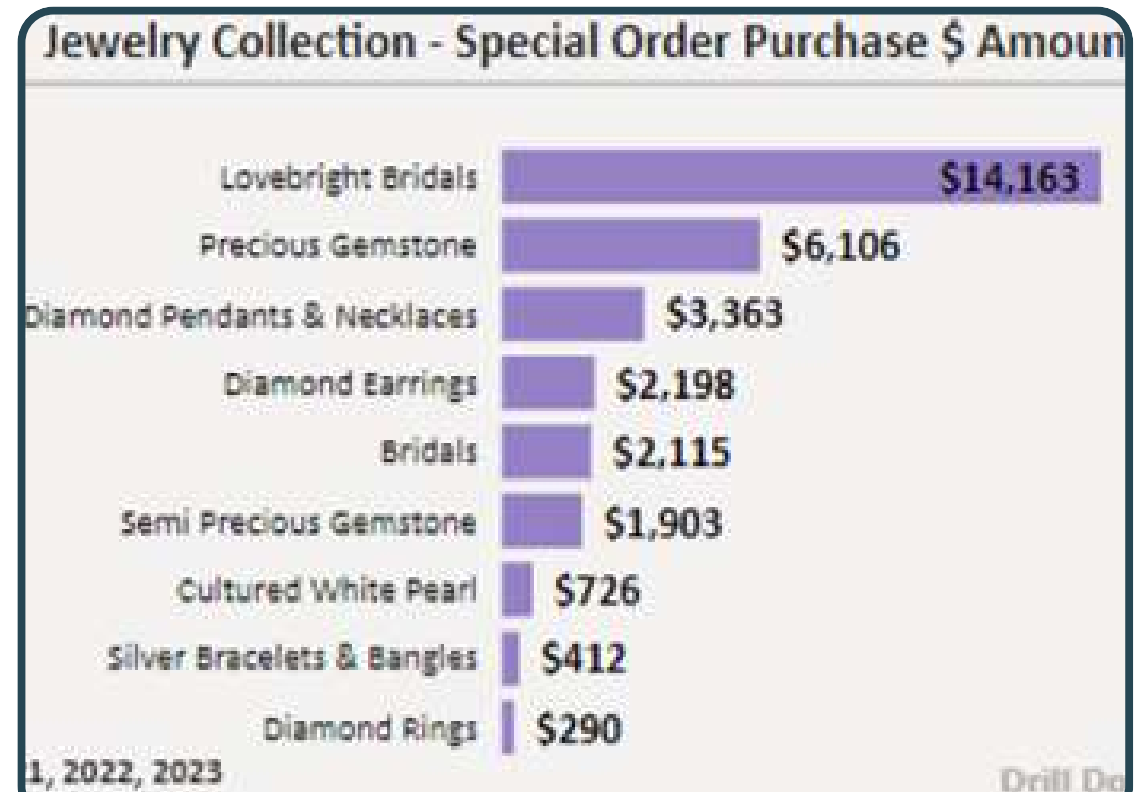 Jewelry Collection - Special Order Purchase $ Amoun
Lovebright Bridals $14,163
Precious Gemstone $6,106
Diamond Pendants & Necklaces $3,363
Diamond Earrings $2,198
Bridals $2,115
Semi Precious Gemstone $1,903
Cultured White Pearl $726
Silver Bracelets & Bangles $412
Diamond Rings $290
1, 2022, 2023
Drill Do